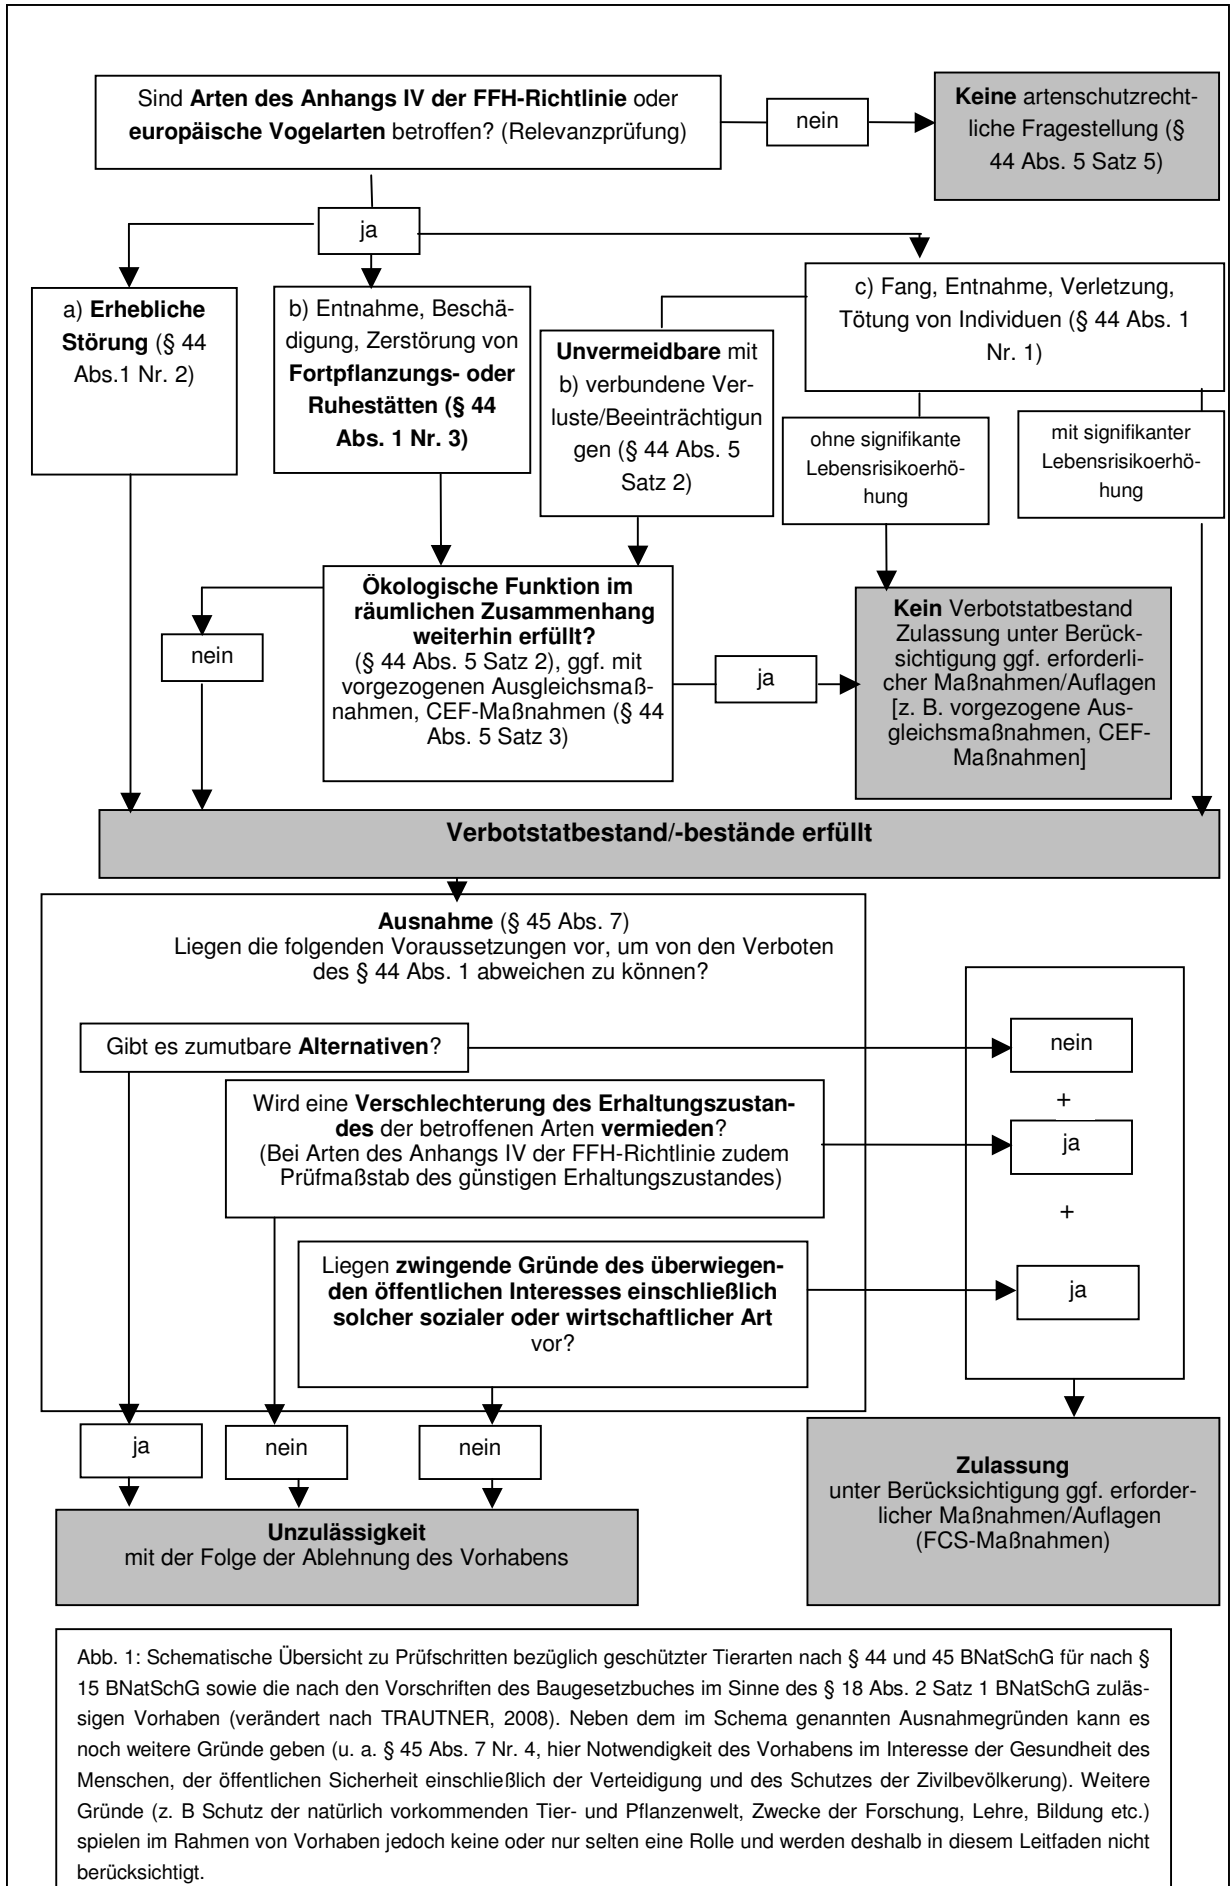 Sind Arten des Anhangs IV der FFH-Richtlinie oder
europäische Vogelarten betroffen? (Relevanzprüfung)
nein
Keine artenschutzrecht-
liche Fragestellung (§
44 Abs. 5 Satz 5)
ja
a) Erhebliche
Störung (§ 44
Abs.1 Nr. 2)
b) Entnahme, Beschä-
digung, Zerstörung von
Fortpflanzungs- oder
Ruhestätten (§ 44
Abs. 1 Nr. 3)
Unvermeidbare mit
b) verbundene Ver-
luste/Beeinträchtigun
gen (§ 44 Abs. 5
Satz 2)
c) Fang, Entnahme, Verletzung,
Tötung von Individuen (§ 44 Abs. 1
Nr. 1)
ohne signifikante
Lebensrisikoerhö-
hung
mit signifikanter
Lebensrisikoerhö-
hung
Ökologische Funktion im
räumlichen Zusammenhang
weiterhin erfüllt?
(§ 44 Abs. 5 Satz 2), ggf. mit
vorgezogenen Ausgleichsmaß-
nahmen, CEF-Maßnahmen (§ 44
Abs. 5 Satz 3)
nein
ja
Kein Verbotstatbestand
Zulassung unter Berück-
sichtigung ggf. erforderli-
cher Maßnahmen/Auflagen
[z. B. vorgezogene Aus-
gleichsmaßnahmen, CEF-
Maßnahmen]
Verbotstatbestand/-bestände erfüllt
Ausnahme (§ 45 Abs. 7)
Liegen die folgenden Voraussetzungen vor, um von den Verboten
des § 44 Abs. 1 abweichen zu können?
Gibt es zumutbare Alternativen?
nein
+
Wird eine Verschlechterung des Erhaltungszustan-
des der betroffenen Arten vermieden?
(Bei Arten des Anhangs IV der FFH-Richtlinie zudem
Prüfmaßstab des günstigen Erhaltungszustandes)
ja
+
Liegen zwingende Gründe des überwiegen-
den öffentlichen Interesses einschließlich
solcher sozialer oder wirtschaftlicher Art
vor?
ja
ja
nein
nein
Unzulässigkeit
mit der Folge der Ablehnung des Vorhabens
Zulassung
unter Berücksichtigung ggf. erforder-
licher Maßnahmen/Auflagen
(FCS-Maßnahmen)
Abb. 1: Schematische Übersicht zu Prüfschritten bezüglich geschützter Tierarten nach § 44 und 45 BNatSchG für nach §
15 BNatSchG sowie die nach den Vorschriften des Baugesetzbuches im Sinne des § 18 Abs. 2 Satz 1 BNatSchG zuläs-
sigen Vorhaben (verändert nach TRAUTNER, 2008). Neben dem im Schema genannten Ausnahmegründen kann es
noch weitere Gründe geben (u. a. § 45 Abs. 7 Nr. 4, hier Notwendigkeit des Vorhabens im Interesse der Gesundheit des
Menschen, der öffentlichen Sicherheit einschließlich der Verteidigung und des Schutzes der Zivilbevölkerung). Weitere
Gründe (z. B Schutz der natürlich vorkommenden Tier- und Pflanzenwelt, Zwecke der Forschung, Lehre, Bildung etc.)
spielen im Rahmen von Vorhaben jedoch keine oder nur selten eine Rolle und werden deshalb in diesem Leitfaden nicht
berücksichtigt.